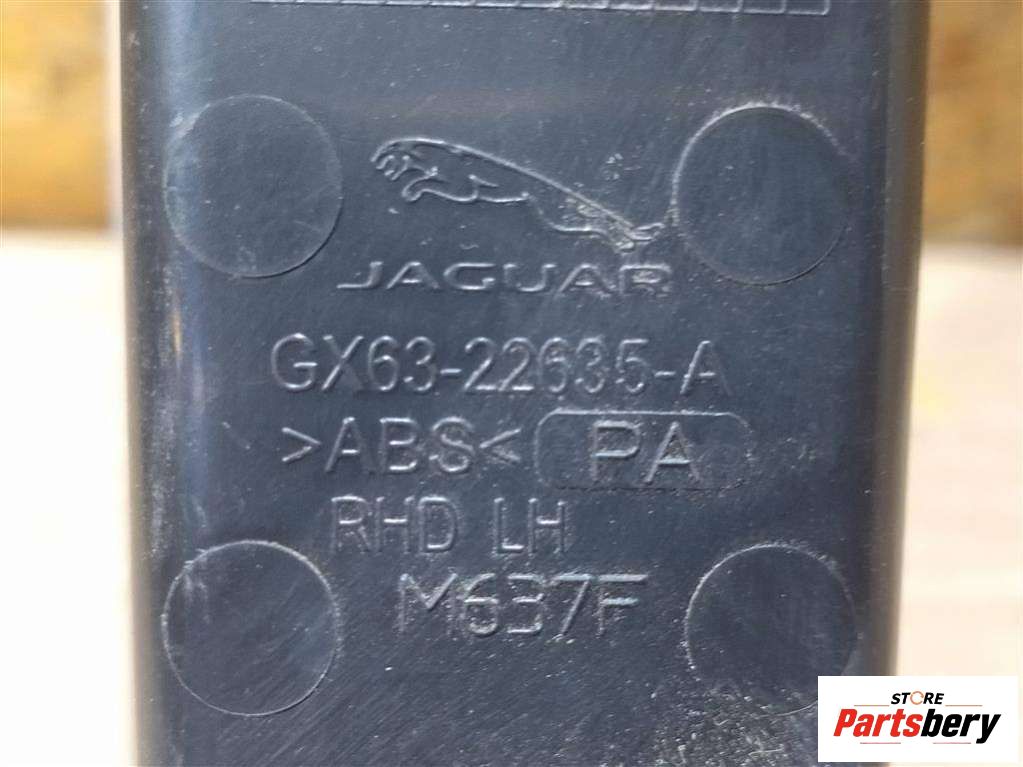 JAGUAR
GX63-22635-A
>ABS< PA
RHD LH
M637F
STORE
Partsbery